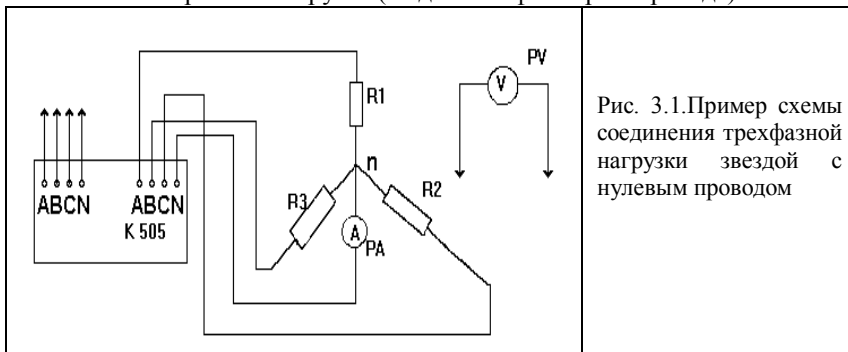 PV
V
R1
n
R2
R3
A
PA
ABCN ABCN
K 505
Рис. 3.1.Пример схемы
соединения трехфазной
нагрузки звездой с
нулевым проводом